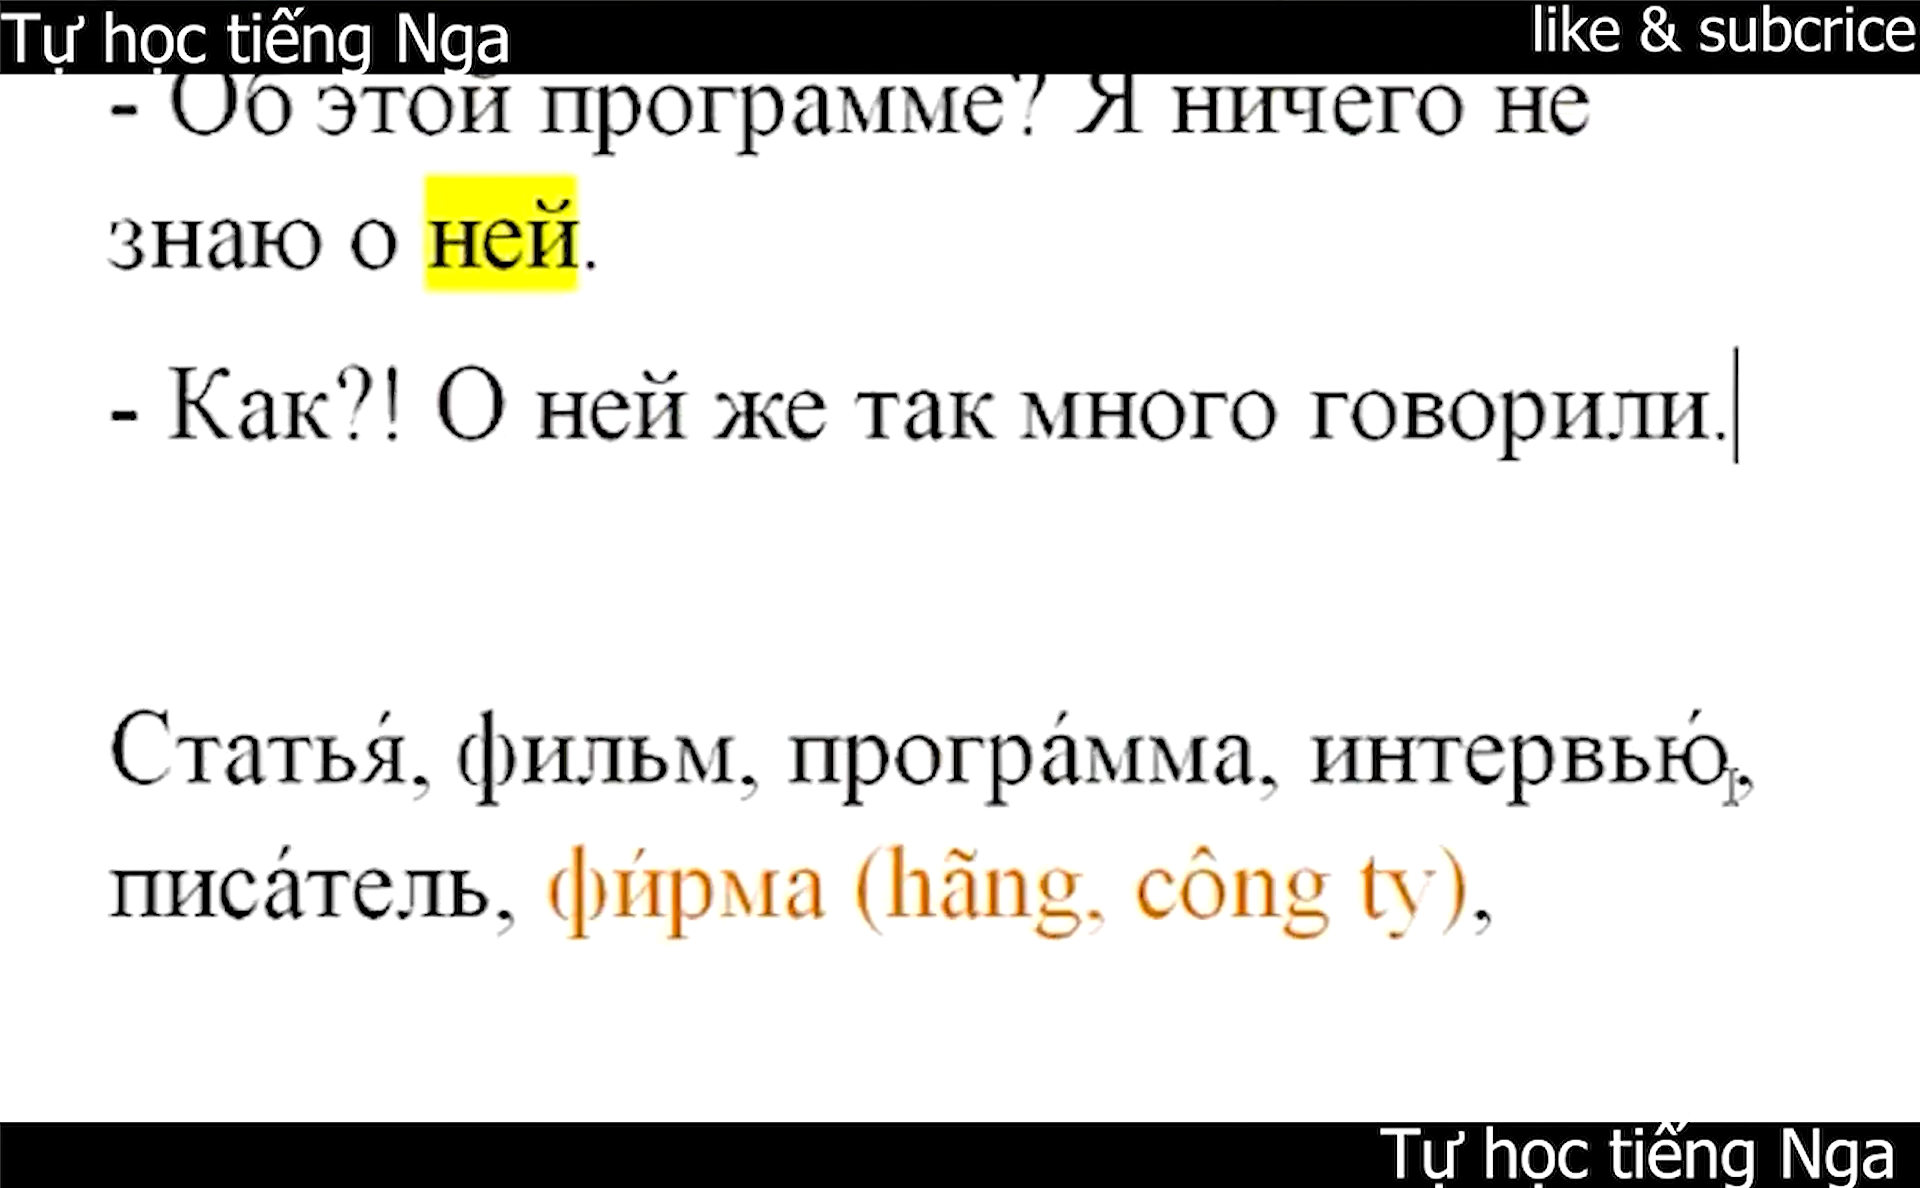 Tự học tiếng Nga
like & subcrice
- Об этой программе? Я ничего не
знаю о ней.
- Как?! О ней же так много говорили.
Статья́, фильм, програ́мма, интервью́,
писа́тель, фи́рма (hãng, công ty),
Tự học tiếng Nga